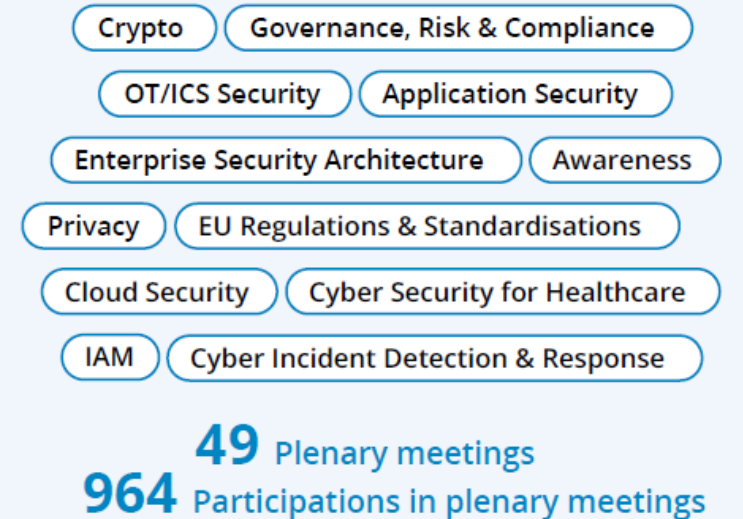 Crypto Governance, Risk & Compliance
OT/ICS Security Application Security
Enterprise Security Architecture Awareness
Privacy EU Regulations & Standardisations
Cloud Security Cyber Security for Healthcare
IAM Cyber Incident Detection & Response
49 Plenary meetings
964 Participations in plenary meetings